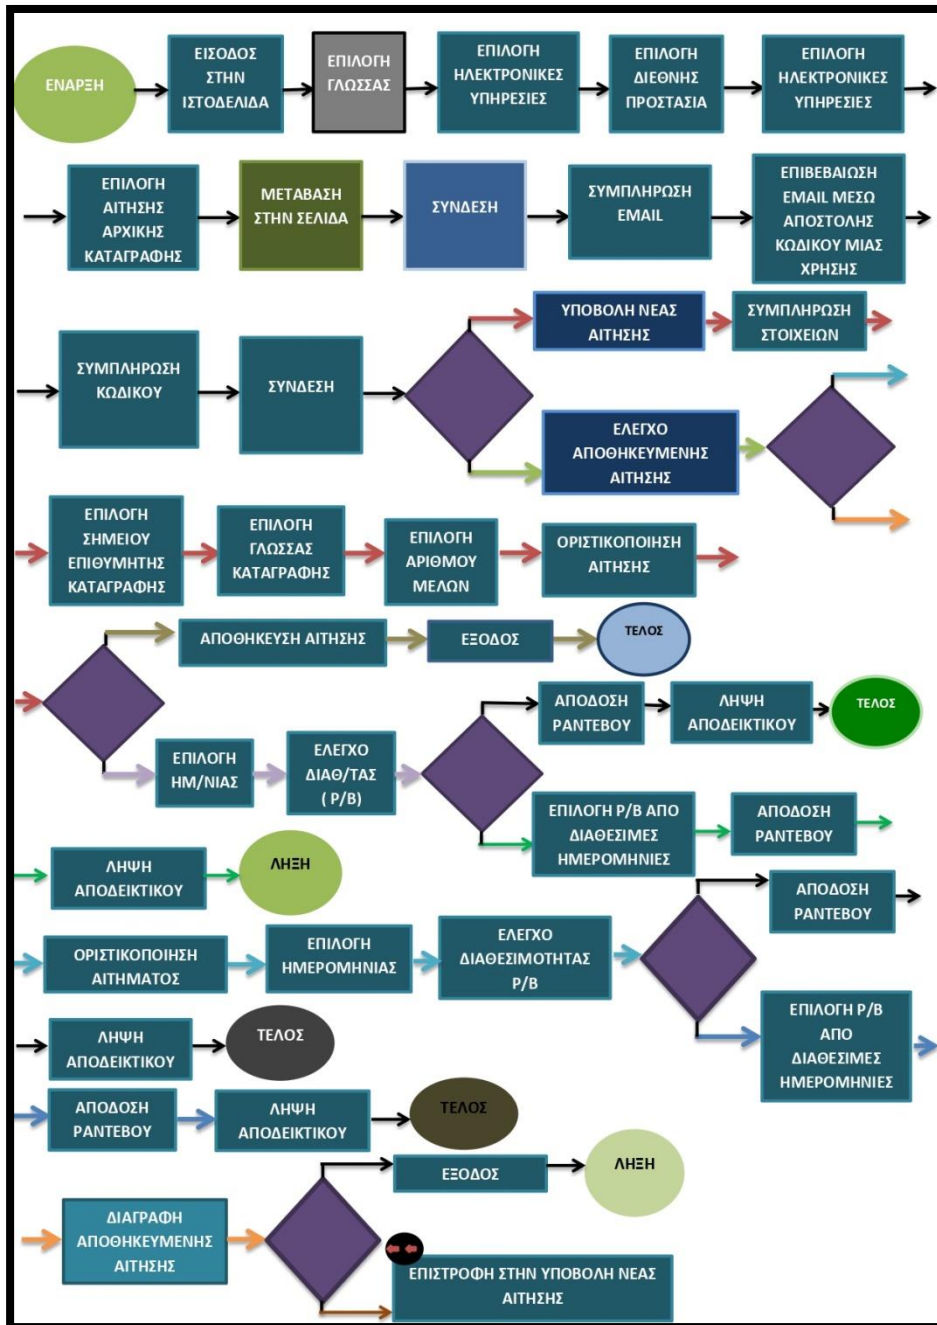 ΕΝΑΡΞΗ
ΕΙΣΟΔΟΣ
ΣΤΗΝ
ΙΣΤΟΔΕΛΙΔΑ
ΕΠΙΛΟΓΗ
ΓΛΩΣΣΑΣ
ΕΠΙΛΟΓΗ
ΗΛΕΚΤΡΟΝΙΚΕΣ
ΥΠΗΡΕΣΙΕΣ
ΕΠΙΛΟΓΗ
ΔΙΕΘΝΗΣ
ΠΡΟΣΤΑΣΙΑ
ΕΠΙΛΟΓΗ
ΗΛΕΚΤΡΟΝΙΚΕΣ
ΥΠΗΡΕΣΙΕΣ
ΕΠΙΛΟΓΗ
ΑΙΤΗΣΗΣ
ΑΡΧΙΚΗΣ
ΚΑΤΑΓΡΑΦΗΣ
ΜΕΤΑΒΑΣΗ
ΣΤΗΝ ΣΕΛΙΔΑ
ΣΥΝΔΕΣΗ
ΣΥΜΠΛΗΡΩΣΗ
EMAIL
ΕΠΙΒΕΒΑΙΩΣΗ
EMAIL ΜΕΣΩ
ΑΠΟΣΤΟΛΗΣ
ΚΩΔΙΚΟΥ ΜΙΑΣ
ΧΡΗΣΗΣ
ΣΥΜΠΛΗΡΩΣΗ
ΚΩΔΙΚΟΥ
ΣΥΝΔΕΣΗ
ΥΠΟΒΟΛΗ ΝΕΑΣ
ΑΙΤΗΣΗΣ
ΣΥΜΠΛΗΡΩΣΗ
ΣΤΟΙΧΕΙΩΝ
ΕΛΕΓΧΟ
ΑΠΟΘΗΚΕΥΜΕΝΗΣ
ΑΙΤΗΣΗΣ
ΕΠΙΛΟΓΗ
ΣΗΜΕΙΟΥ
ΕΠΙΘΥΜΗΤΗΣ
ΚΑΤΑΓΡΑΦΗΣ
ΕΠΙΛΟΓΗ
ΓΛΩΣΣΑΣ
ΚΑΤΑΓΡΑΦΗΣ
ΕΠΙΛΟΓΗ
ΑΡΙΘΜΟΥ
ΜΕΛΩΝ
ΟΡΙΣΤΙΚΟΠΟΙΗΣΗ
ΑΙΤΗΣΗΣ
ΑΠΟΘΗΚΕΥΣΗ ΑΙΤΗΣΗΣ
ΕΞΟΔΟΣ
ΤΕΛΟΣ
ΕΠΙΛΟΓΗ
ΗΜ/ΝΙΑΣ
ΕΛΕΓΧΟ
ΔΙΑΘ/ΤΑΣ
( Ρ/Β)
ΑΠΟΔΟΣΗ
ΡΑΝΤΕΒΟΥ
ΛΗΨΗ
ΑΠΟΔΕΙΚΤΙΚΟΥ
ΤΕΛΟΣ
ΕΠΙΛΟΓΗ Ρ/Β ΑΠΟ
ΔΙΑΘΕΣΙΜΕΣ
ΗΜΕΡΟΜΗΝΙΕΣ
ΑΠΟΔΟΣΗ
ΡΑΝΤΕΒΟΥ
ΛΗΨΗ
ΑΠΟΔΕΙΚΤΙΚΟΥ
ΛΗΞΗ
ΟΡΙΣΤΙΚΟΠΟΙΗΣΗ
ΑΙΤΗΜΑΤΟΣ
ΕΠΙΛΟΓΗ
ΗΜΕΡΟΜΗΝΙΑΣ
ΕΛΕΓΧΟ
ΔΙΑΘΕΣΙΜΟΤΗΤΑΣ
Ρ/Β
ΑΠΟΔΟΣΗ
ΡΑΝΤΕΒΟΥ
ΕΠΙΛΟΓΗ Ρ/Β
ΑΠΟ
ΔΙΑΘΕΣΙΜΕΣ
ΗΜΕΡΟΜΗΝΙΕΣ
ΛΗΨΗ
ΑΠΟΔΕΙΚΤΙΚΟΥ
ΤΕΛΟΣ
ΑΠΟΔΟΣΗ
ΡΑΝΤΕΒΟΥ
ΛΗΨΗ
ΑΠΟΔΕΙΚΤΙΚΟΥ
ΤΕΛΟΣ
ΔΙΑΓΡΑΦΗ
ΑΠΟΘΗΚΕΥΜΕΝΗΣ
ΑΙΤΗΣΗΣ
ΕΞΟΔΟΣ
ΛΗΞΗ
ΕΠΙΣΤΡΟΦΗ ΣΤΗΝ ΥΠΟΒΟΛΗ ΝΕΑΣ
ΑΙΤΗΣΗΣ